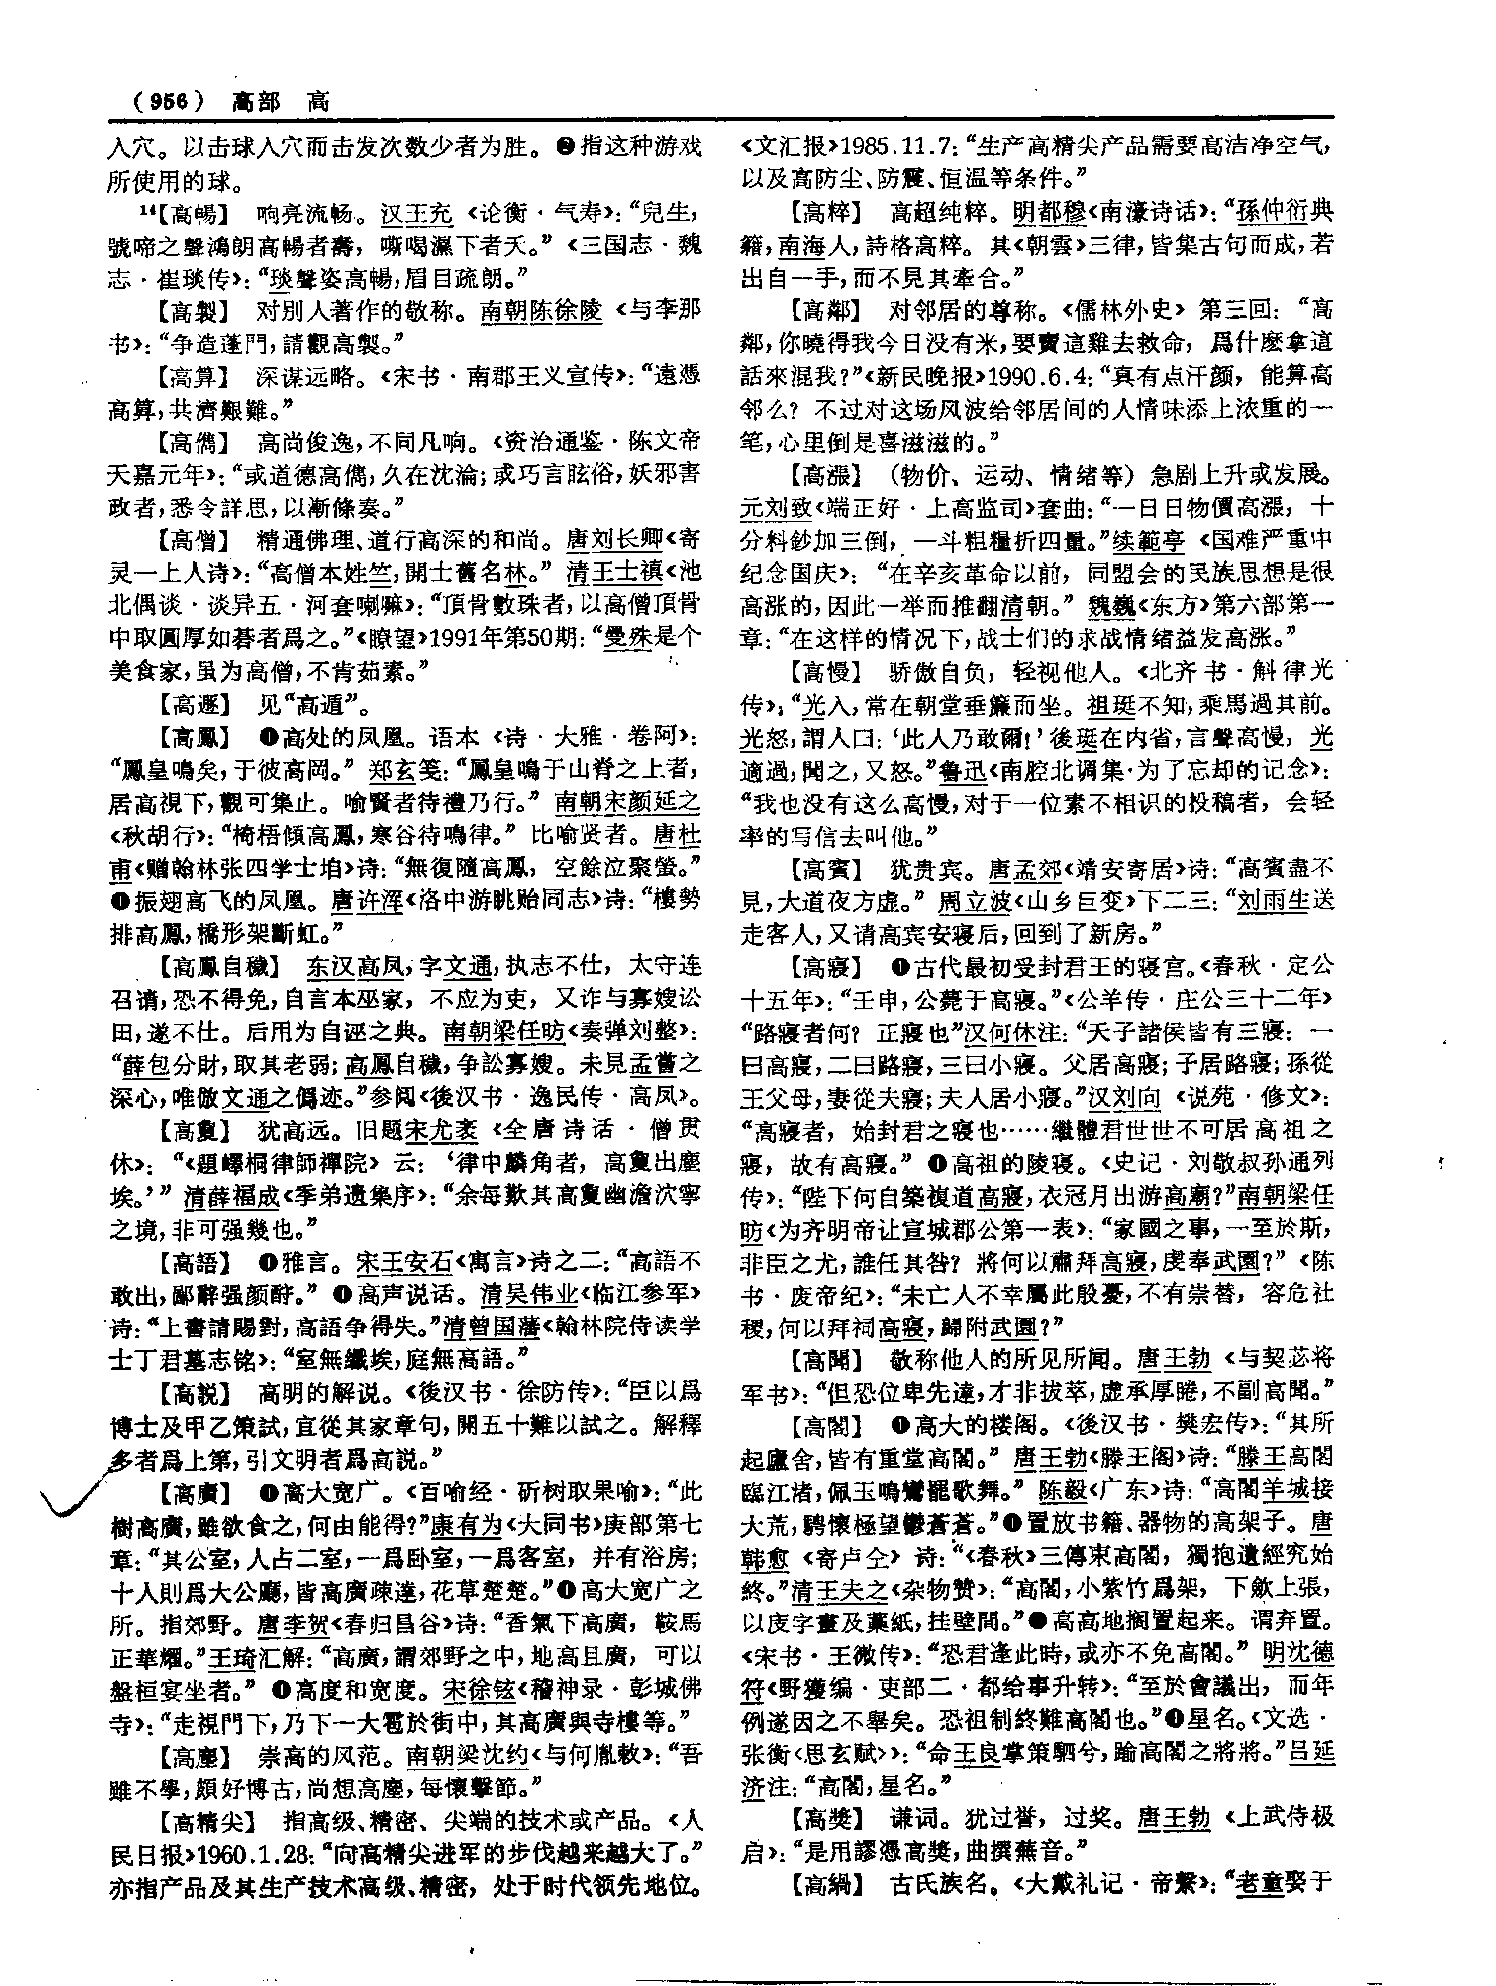 （956） 高部 高
入穴。以击球入穴而击发次数少者为胜。❷指这种游戏
所使用的球。
14【高暢】 响亮流畅。汉王充《论衡·气寿》：“兒生，
號啼之聲鴻朗高暢者壽，嘶喝濕下者夭。”《三国志·魏
志·崔琰传》：“琰聲姿高暢，眉目疏朗。”
【高製】 对别人著作的敬称。南朝陈徐陵《与李那
书》：“争造蓬門，請觀高製。”
【高算】 深谋远略。《宋书·南郡王义宣传》：“遠憑
高算，共濟艱難。”
【高儁】 高尚俊逸，不同凡响。《资治通鉴·陈文帝
天嘉元年》：“或道德高儁，久在沈淪；或巧言眩俗，妖邪害
政者，悉令詳思，以漸條奏。”
【高僧】 精通佛理、道行高深的和尚。唐刘长卿《寄
灵一上人诗》：“高僧本姓竺，開士舊名林。” 清王士禛《池
北偶谈·谈异五·河套喇嘛》：“頂骨數珠者，以高僧頂骨
中取圓厚如碁者爲之。”《瞭望》1991年第50期：“曼殊是个
美食家，虽为高僧，不肯茹素。”
【高遯】 见“高遁”。
【高鳳】 ❶高处的凤凰。语本《诗·大雅·卷阿》：
“鳳皇鳴矣，于彼高岡。” 郑玄笺：“鳳皇鳴于山脊之上者，
居高視下，觀可集止。喻賢者待禮乃行。” 南朝宋颜延之
《秋胡行》：“椅梧傾高鳳，寒谷待鳴律。” 比喻贤者。唐杜
甫《赠翰林张四学士垍》诗：“無復隨高鳳，空餘泣聚螢。”
❶振翅高飞的凤凰。唐许浑《洛中游眺贻同志》诗：“樓勢
排高鳳，橋形架斷虹。”
【高鳳自穢】 东汉高凤，字文通，执志不仕，太守连
召请，恐不得免，自言本巫家，不应为吏，又诈与寡嫂讼
田，遂不仕。后用为自诬之典。南朝梁任昉《奏弹刘整》：
“薛包分財，取其老弱；高鳳自穢，争訟寡嫂。未見孟嘗之
深心，唯倣文通之僞迹。”参阅《後汉书·逸民传·高凤》。
【高夐】 犹高远。旧题宋尤袤《全唐诗话·僧贯
休》：“《題嶧桐律師禪院》云：‘律中麟角者，高夐出塵
埃。’” 清薛福成《季弟遗集序》：“余每歎其高夐幽澹泬寥
之境，非可强幾也。”
【高語】 ❶雅言。宋王安石《寓言》诗之二：“高語不
敢出，鄙辭强颜酧。” ❶高声说话。清吴伟业《临江参军》
诗：“上書請賜對，高語争得失。”清曾国藩《翰林院侍读学
士丁君墓志铭》：“室無纖埃，庭無高語。”
【高説】 高明的解说。《後汉书·徐防传》：“臣以爲
博士及甲乙策試，宜從其家章句，開五十難以試之。解釋
多者爲上第，引文明者爲高説。”
【高廣】 ❶高大宽广。《百喻经·斫树取果喻》：“此
樹高廣，雖欲食之，何由能得？”康有为《大同书》庚部第七
章：“其公室，人占二室，一爲卧室，一爲客室，并有浴房；
十人則爲大公廳，皆高廣疎達，花草楚楚。”❶高大宽广之
所。指郊野。唐李贺《春归昌谷》诗：“香氣下高廣，鞍馬
正華耀。”王琦汇解：“高廣，謂郊野之中，地高且廣，可以
盤桓宴坐者。” ❶高度和宽度。宋徐铉《稽神录·彭城佛
寺》：“走視門下，乃下一大雹於街中，其高廣與寺樓等。”
【高塵】 崇高的风范。南朝梁沈约《与何胤敕》：“吾
雖不學，頗好博古，尚想高塵，每懷擊節。”
【高精尖】 指高级、精密、尖端的技术或产品。《人
民日报》1960.1.28：“向高精尖进军的步伐越来越大了。”
亦指产品及其生产技术高级、精密，处于时代领先地位。
《文汇报》1985.11.7：“生产高精尖产品需要高洁净空气，
以及高防尘、防震、恒温等条件。”
【高粹】 高超纯粹。明都穆《南濠诗话》：“孫仲衍典
籍，南海人，詩格高粹。其《朝雲》三律，皆集古句而成，若
出自一手，而不見其牽合。”
【高鄰】 对邻居的尊称。《儒林外史》第三回：“高
鄰，你曉得我今日没有米，要賣這雞去救命，爲什麽拿這
話來混我？”《新民晚报》1990.6.4：“真有点汗颜，能算高
邻么？不过对这场风波给邻居间的人情味添上浓重的一
笔，心里倒是喜滋滋的。”
【高漲】 （物价、运动、情绪等）急剧上升或发展。
元刘致《端正好·上高监司》套曲：“一日日物價高漲，十
分料鈔加三倒，一斗粗糧折四量。”续範亭《国难严重中
纪念国庆》：“在辛亥革命以前，同盟会的民族思想是很
高涨的，因此一举而推翻清朝。” 魏巍《东方》第六部第一
章：“在这样的情况下，战士们的求战情绪益发高涨。”
【高慢】 骄傲自负，轻视他人。《北齐书·斛律光
传》：“光入，常在朝堂垂簾而坐。祖珽不知，乘馬過其前。
光怒，謂人曰：‘此人乃敢爾！’後珽在内省，言聲高慢，光
適過，聞之，又怒。”鲁迅《南腔北调集·为了忘却的记念》：
“我也没有这么高慢，对于一位素不相识的投稿者，会轻
率的写信去叫他。”
【高賓】 犹贵宾。唐孟郊《靖安寄居》诗：“高賓盡不
見，大道夜方虚。” 周立波《山乡巨变》下二三：“刘雨生送
走客人，又请高宾安寝后，回到了新房。”
【高寢】 ❶古代最初受封君王的寝宫。《春秋·定公
十五年》：“壬申，公薨于高寢。”《公羊传·庄公三十二年》
“路寢者何？正寢也”汉何休注：“天子諸侯皆有三寢：一
曰高寢，二曰路寢，三曰小寢。父居高寢；子居路寢；孫從
王父母，妻從夫寢；夫人居小寢。”汉刘向《说苑·修文》：
“高寢者，始封君之寢也……繼體君世世不可居高祖之
寢，故有高寢。” ❶高祖的陵寝。《史记·刘敬叔孙通列
传》：“陛下何自築複道高寢，衣冠月出游高廟？”南朝梁任
昉《为齐明帝让宣城郡公第一表》：“家國之事，一至於斯，
非臣之尤，誰任其咎？將何以肅拜高寢，虔奉武園？”《陈
书·废帝纪》：“未亡人不幸屬此殷憂，不有崇替，容危社
稷，何以拜祠高寢，歸附武園？”
【高聞】 敬称他人的所见所闻。唐王勃《与契苾将
军书》：“但恐位卑先達，才非拔萃，虚承厚睠，不副高聞。”
【高閣】 ❶高大的楼阁。《後汉书·樊宏传》：“其所
起廬舍，皆有重堂高閣。” 唐王勃《滕王阁》诗：“滕王高閣
臨江渚，佩玉鳴鸞罷歌舞。” 陈毅《广东》诗：“高閣羊城接
大荒，騁懷極望鬱蒼蒼。”❶置放书籍、器物的高架子。唐
韩愈《寄卢仝》诗：“《春秋》三傳束高閣，獨抱遺經究始
終。”清王夫之《杂物赞》：“高閣，小紫竹爲架，下斂上張，
以庋字畫及藁紙，挂壁間。”●高高地搁置起来。谓弃置。
《宋书·王微传》：“恐君逢此時，或亦不免高閣。” 明沈德
符《野獲编·吏部二·都给事升转》：“至於會議出，而年
例遂因之不舉矣。恐祖制終難高閣也。”❶星名。《文选·
张衡〈思玄赋〉》：“命王良掌策駟兮，踰高閣之將將。”吕延
济注：“高閣，星名。”
【高奬】 谦词。犹过誉，过奖。唐王勃《上武侍极
启》：“是用謬憑高奬，曲撰蕪音。”
【高緺】 古氏族名。《大戴礼记·帝繫》：“老童娶于